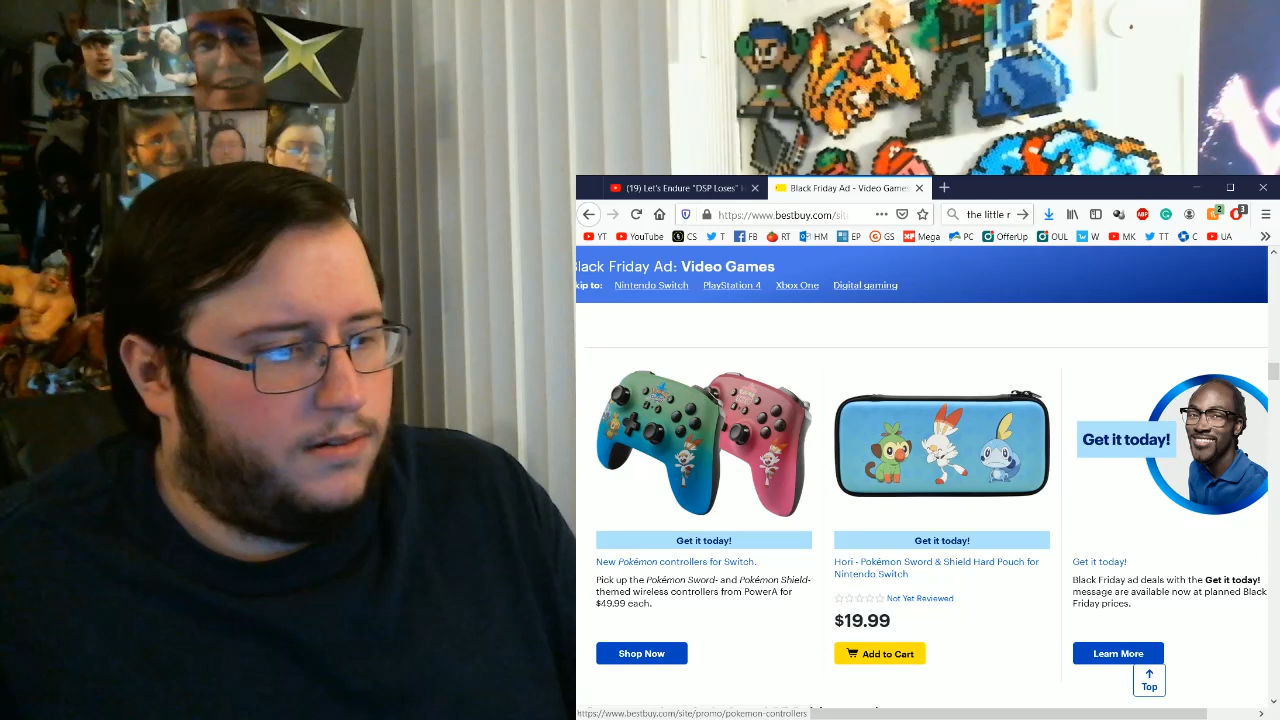 (19) Let's Endure "DSP Loses" H
Black Friday Ad - Video Games
https://www.bestbuy.com/site
the little r
2
ABP
3
YT
YouTube
CS
T
FB
RT
HM
EP
GS
Mega
PC
OfferUp
OUL
W
MK
TT
C
UA
Black Friday Ad: Video Games
kip to: Nintendo Switch PlayStation 4 Xbox One Digital gaming
Get it today!
New Pokémon controllers for Switch.
Pick up the Pokémon Sword- and Pokémon Shield-
themed wireless controllers from PowerA for
$49.99 each.
Shop Now
Get it today!
Hori - Pokémon Sword & Shield Hard Pouch for
Nintendo Switch
Not Yet Reviewed
$19.99
Add to Cart
Get it today!
Get it today!
Black Friday ad deals with the Get it today!
message are available now at planned Black
Friday prices.
Learn More
Top
https://www.bestbuy.com/site/promo/pokemon-controllers